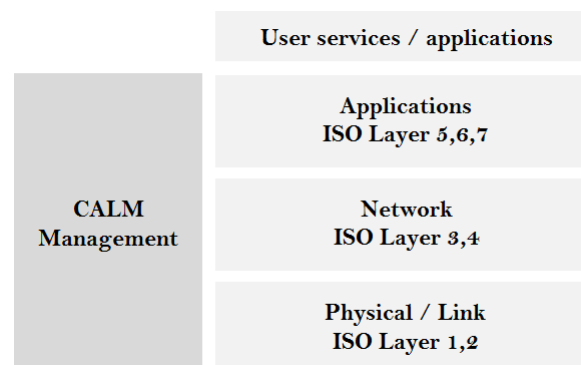 User services / applications
Applications
ISO Layer 5,6,7
CALM
Management
Network
ISO Layer 3,4
Physical / Link
ISO Layer 1,2